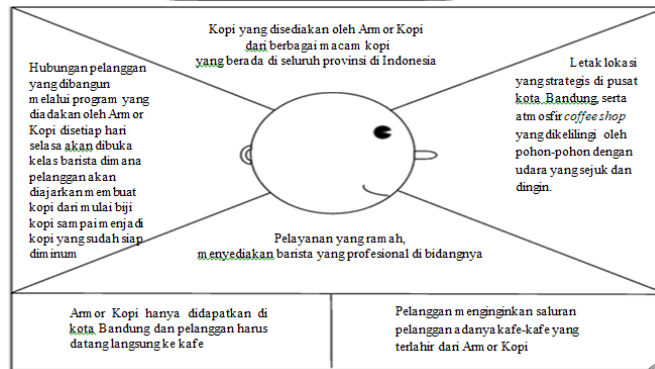 Kopi yang disediakan oleh Armor Kopi
dari berbagai macam kopi
yang berada di seluruh provinsi di Indonesia
Hubungan pelanggan
yang dibangun
melalui program yang
diadakan oleh Armor
Kopi disetiap hari
selasa akan dibuka
kelas barista dimana
pelanggan akan
diajarkan membuat
kopi dari mulai biji
kopi sampai menjadi
kopi yang sudah siap
diminum
Letak lokasi
yang strategis di pusat
kota Bandung, serta
atmosfir coffee shop
yang dikelilingi oleh
pohon-pohon dengan
udara yang sejuk dan
dingin.
Pelayanan yang ramah,
menyediakan barista yang profesional di bidangnya
Armor Kopi hanya didapatkan di
kota Bandung dan pelanggan harus
datang langsung ke kafe
Pelanggan menginginkan saluran
pelanggan adanya kafe-kafe yang
terlahir dari Armor Kopi